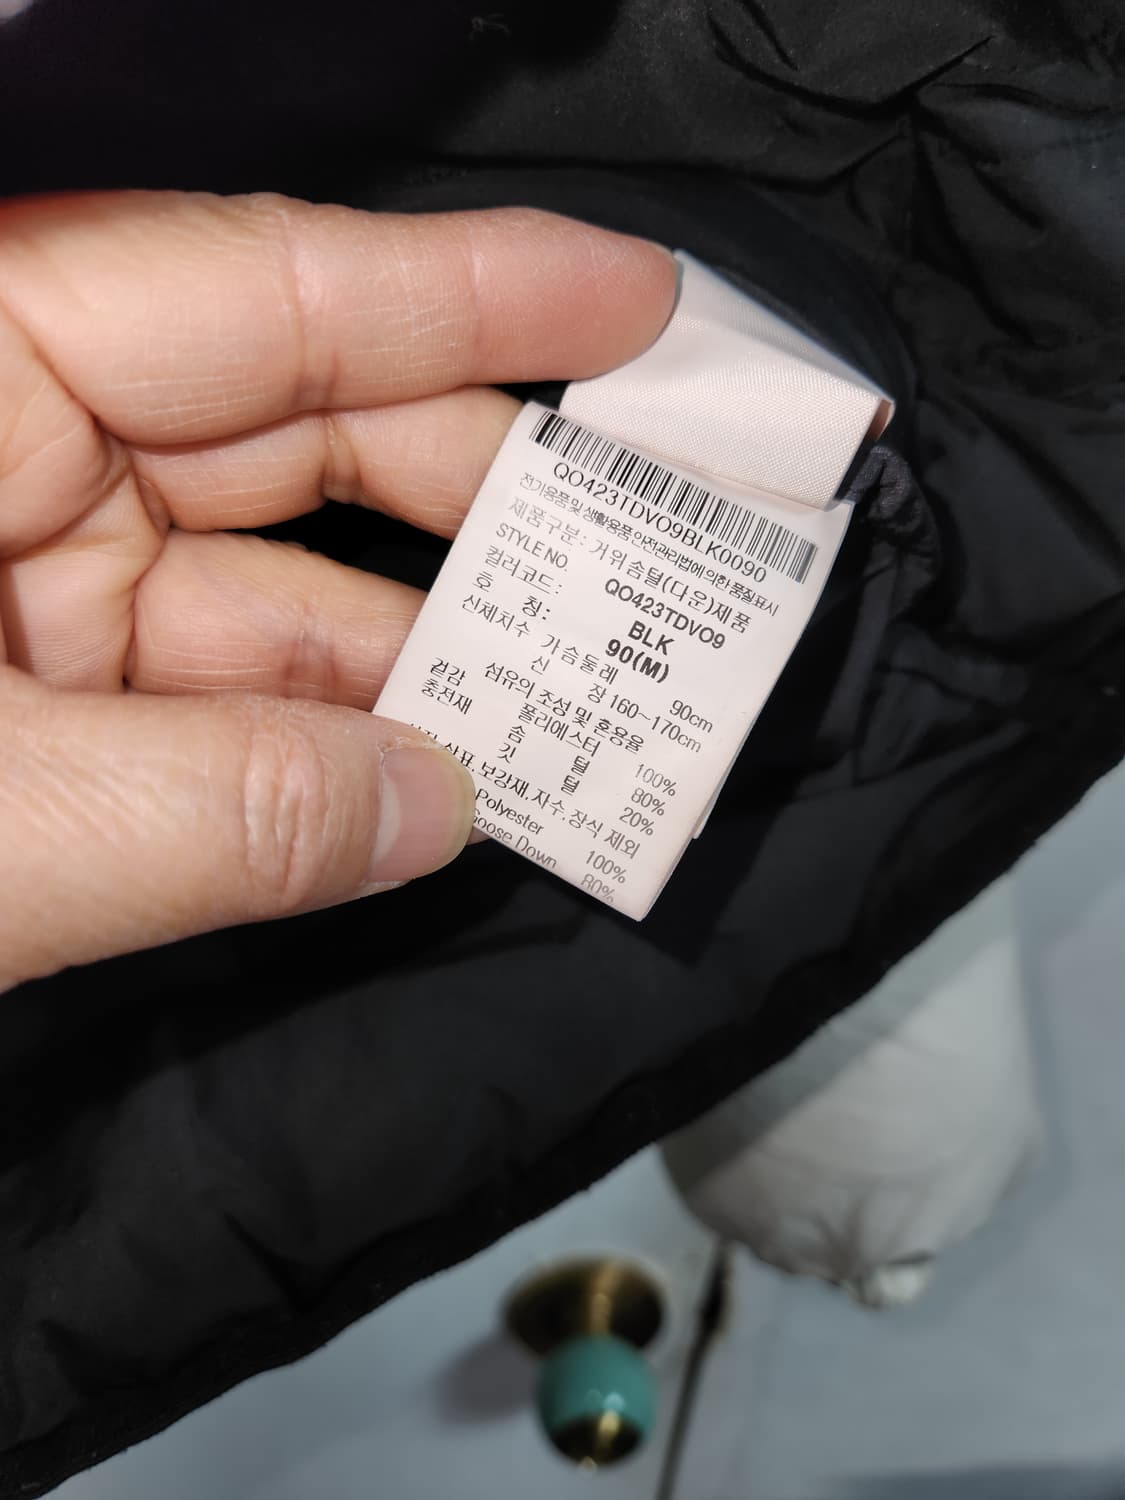 QO423TDVO9BLK0090
전기용품 및 생활용품 안전관리법에 의한 품질표시
제품구분 : 거위솜털(다운)제품
STYLE NO. QO423TDVO9
컬러코드 : BLK
호 칭 : 90(M)
신체치수 가슴둘레 90cm
신 장 160~170cm
섬유의 조성 및 혼용율
겉감 폴리에스터 100%
충전재 솜 털 80%
깃 털 20%
상표, 보강재, 자수, 장식 제외
Polyester 100%
Goose Down 80%